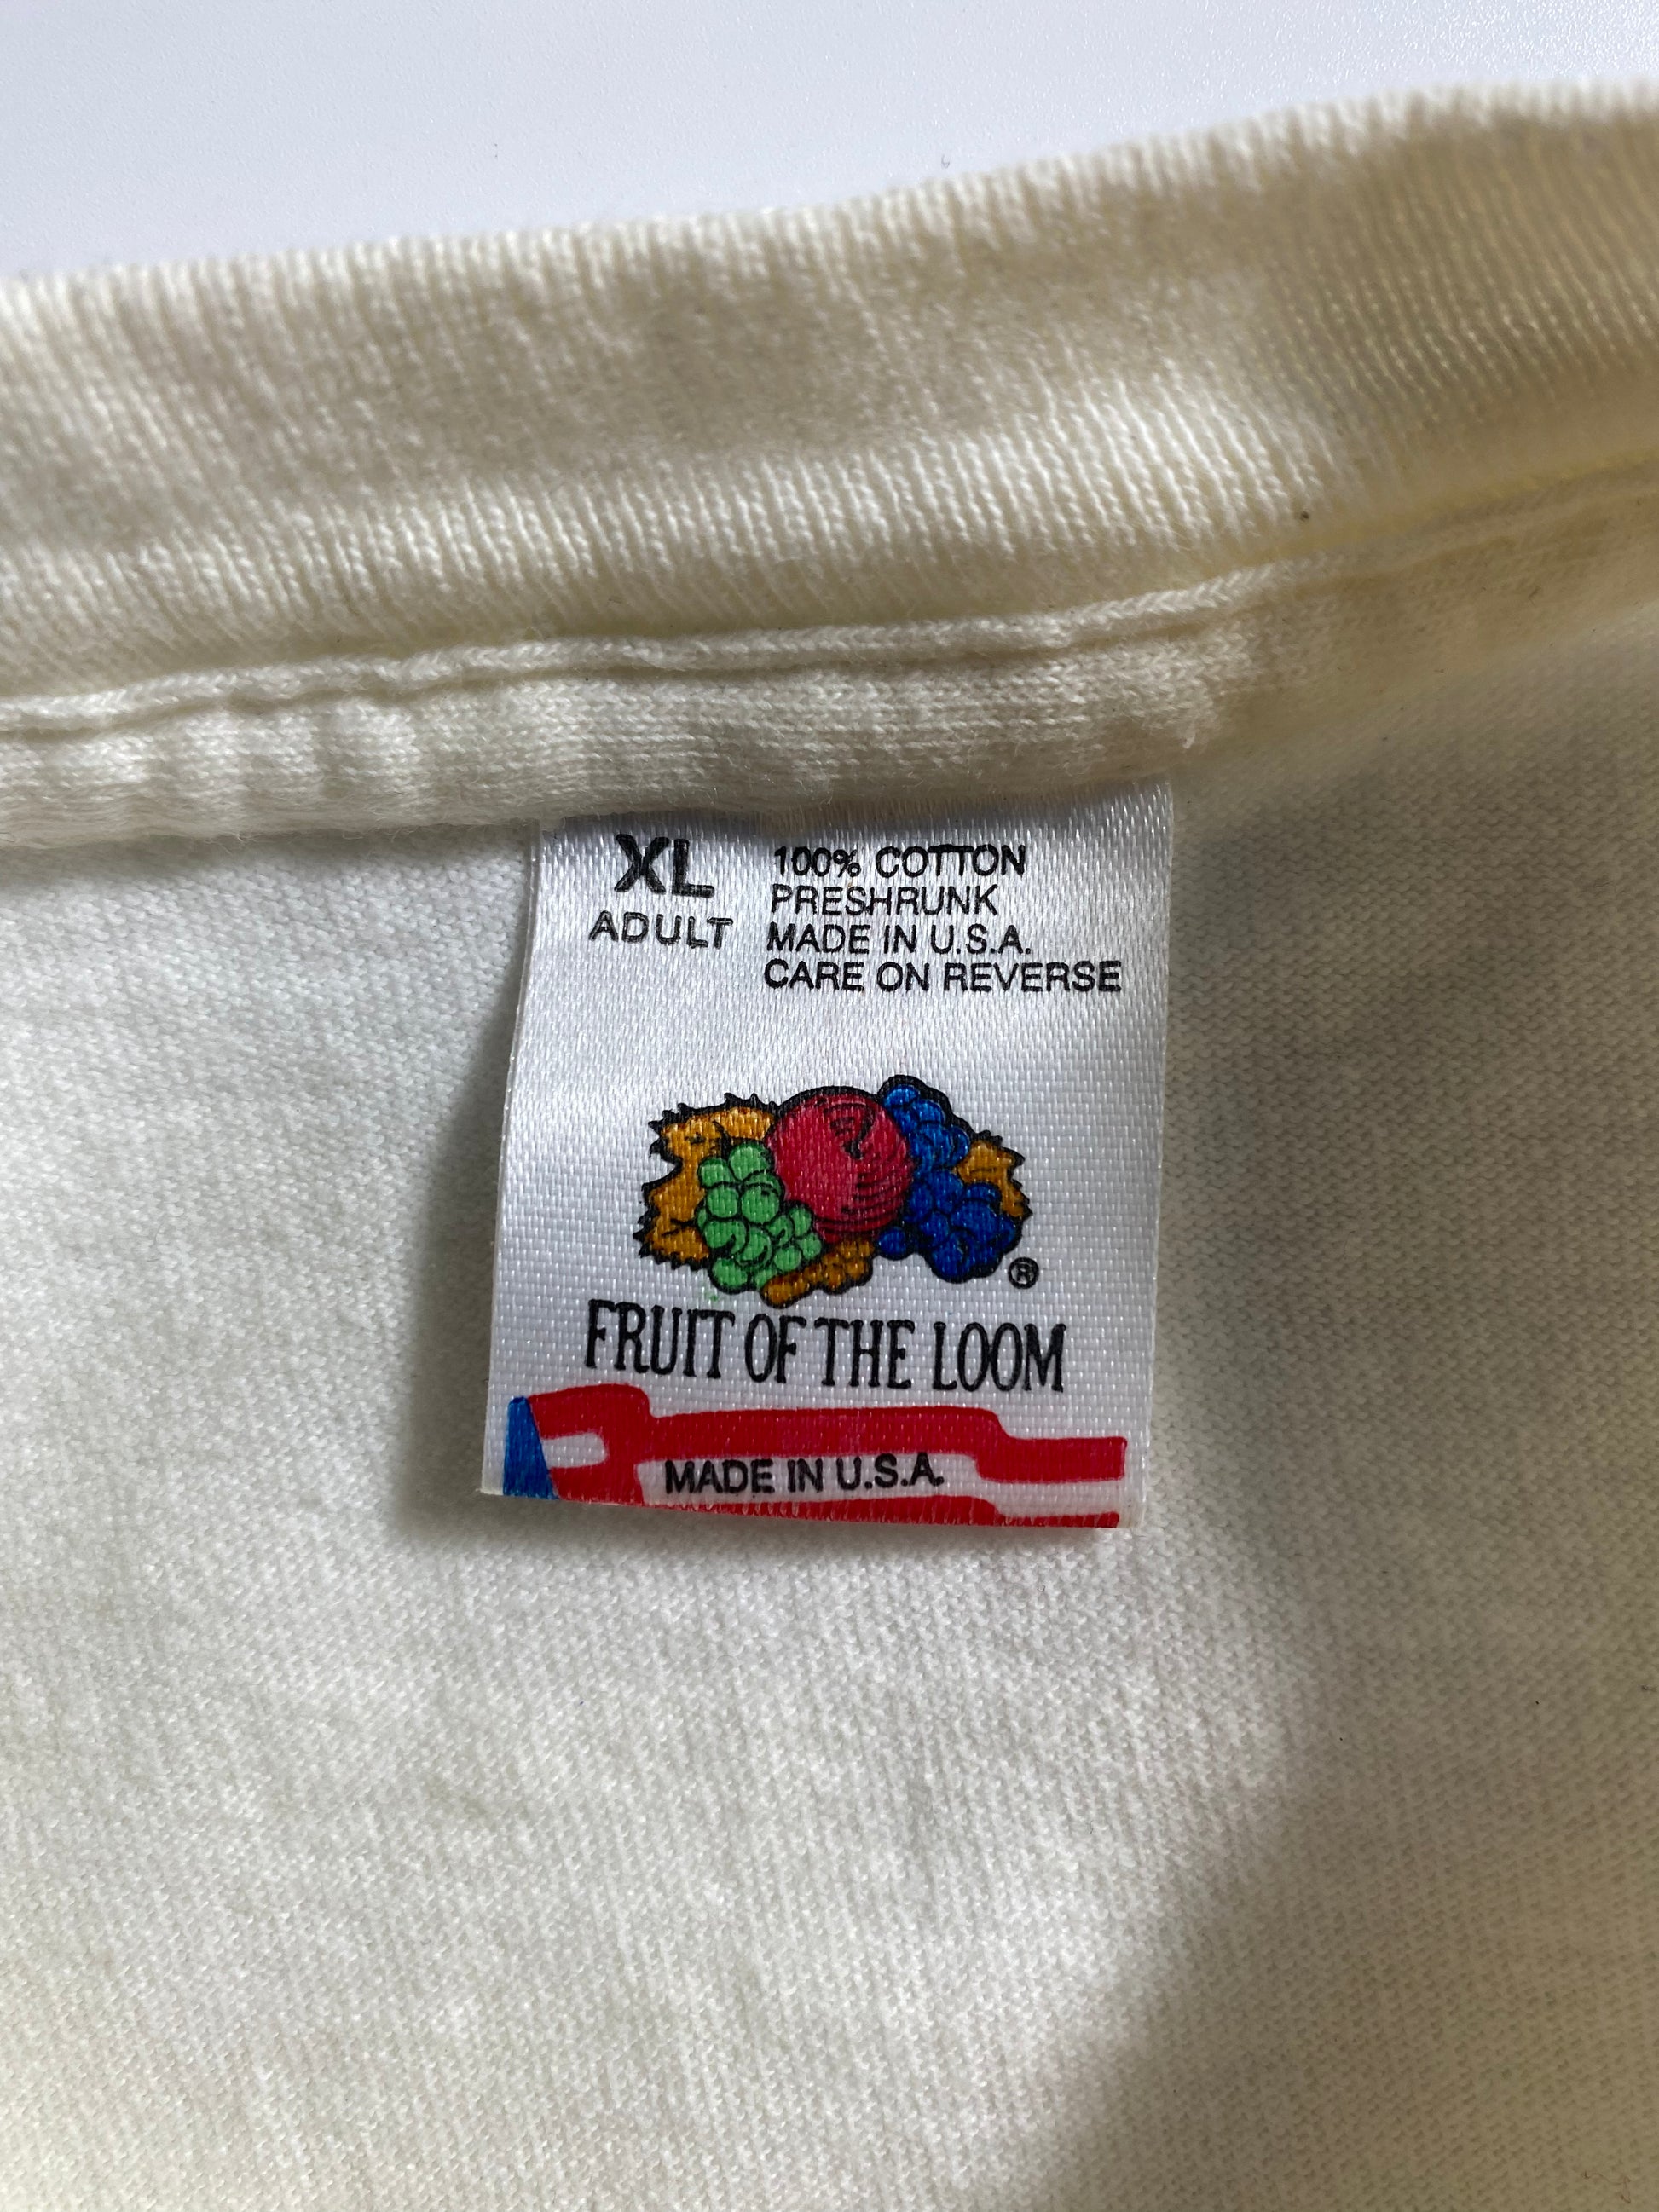 XL
ADULT
100% COTTON
PRESHRUNK
MADE IN U.S.A.
CARE ON REVERSE
®
FRUIT OF THE LOOM
MADE IN U.S.A.